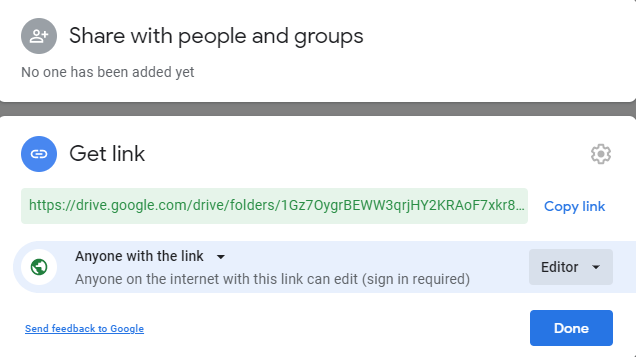 Share with people and groups
No one has been added yet
Get link
https://drive.google.com/drive/folders/1Gz7OygrBEWW3qrjHY2KRAoF7xkr8...
Copy link
Anyone with the link
Anyone on the internet with this link can edit (sign in required)
Editor
Send feedback to Google
Done